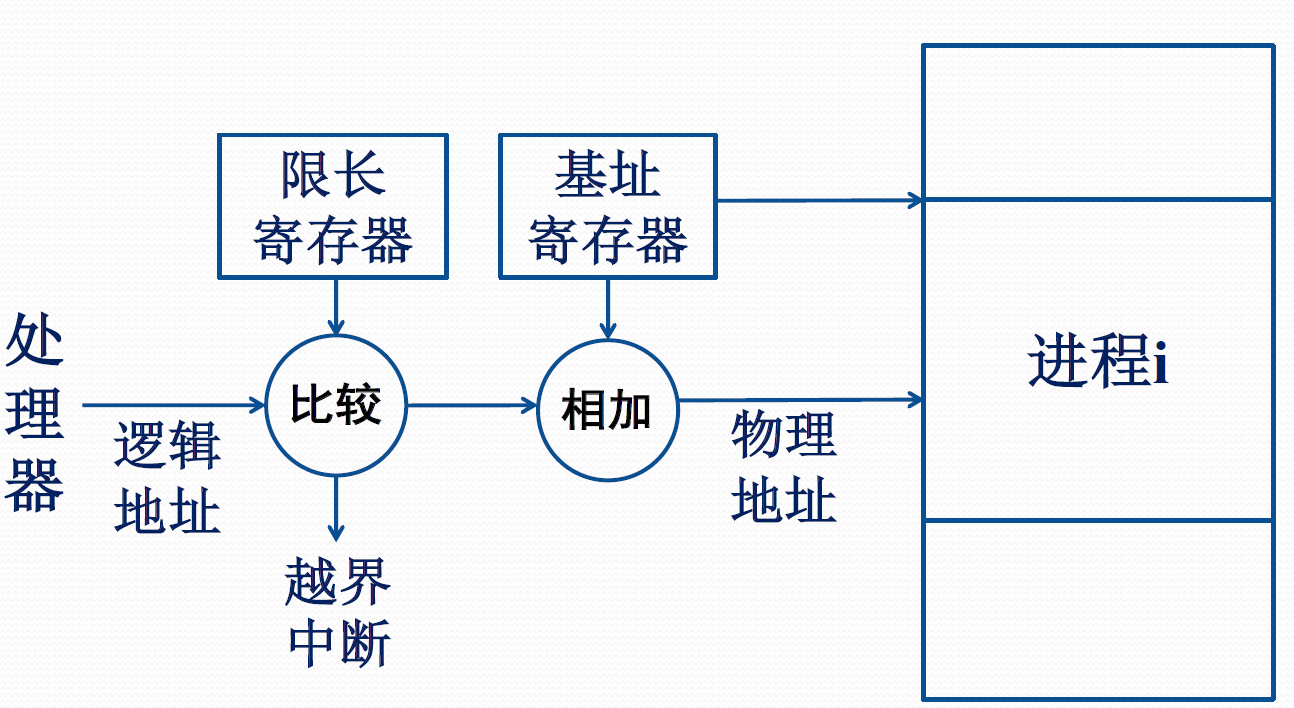 限长
寄存器
基址
寄存器
处
理
器
逻辑
地址
比较
相加
物理
地址
进程i
越界
中断